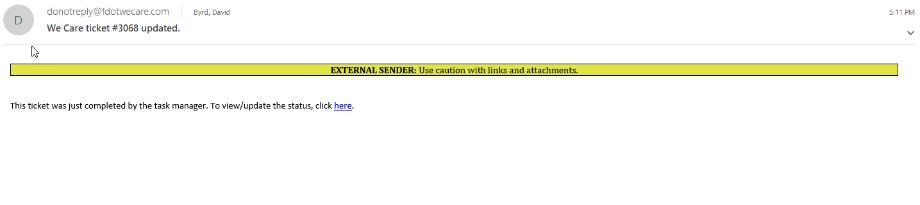 D
donotreply@fdotwecare.com Byrd, David 5:11 PM
We Care ticket #3068 updated.
EXTERNAL SENDER: Use caution with links and attachments.
This ticket was just completed by the task manager. To view/update the status, click here.